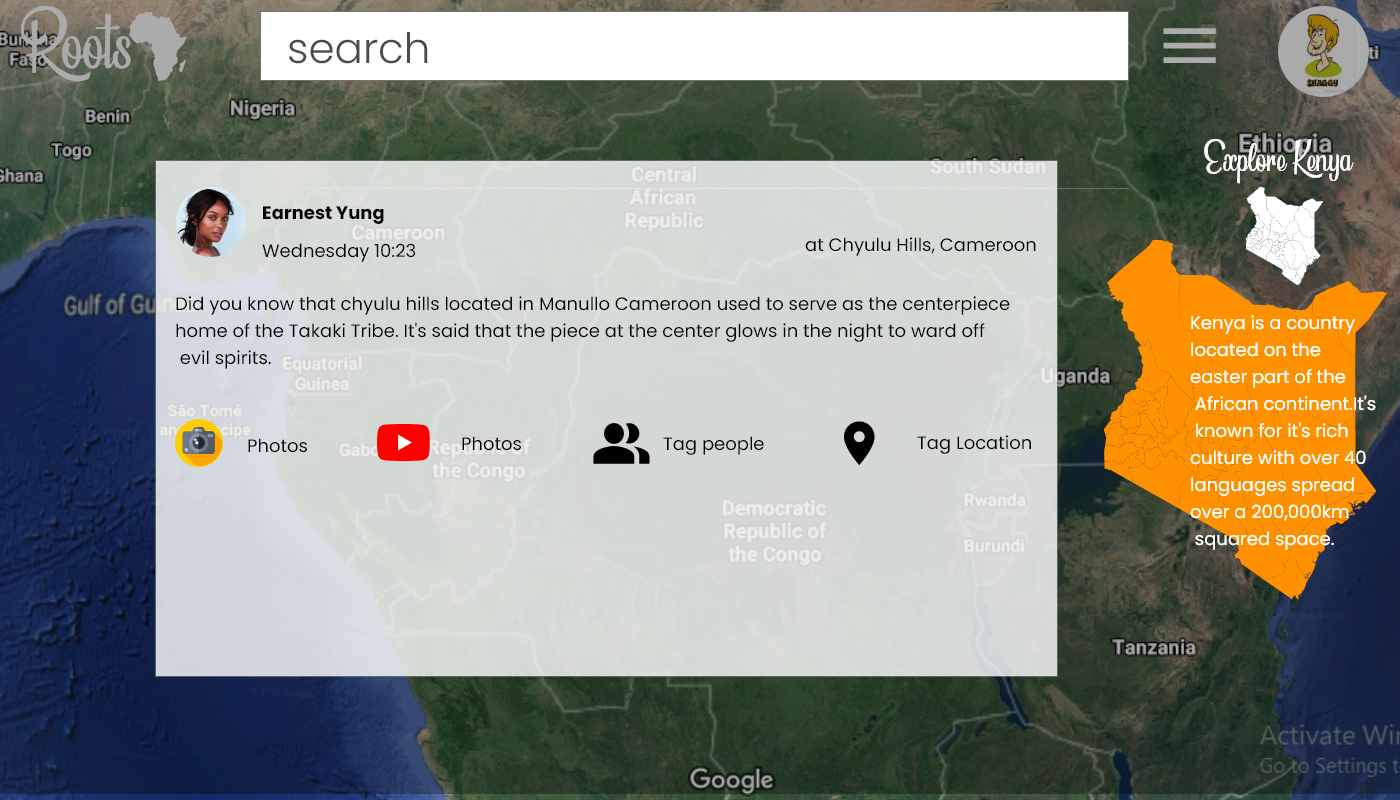 Roots
search
SHAGGY
Burkina
Faso
Benin
Nigeria
Togo
Ghana
Ethiopia
Explore Kenya
South Sudan
Central
African
Republic
Earnest Yung
Cameroon
Wednesday 10:23
at Chyulu Hills, Cameroon
Gulf of Gu
Did you know that chyulu hills located in Manullo Cameroon used to serve as the centerpiece
home of the Takaki Tribe. It's said that the piece at the center glows in the night to ward off
evil spirits.
Equatorial
Guinea
Uganda
Kenya is a country
located on the
easter part of the
African continent.It's
known for it's rich
culture with over 40
languages spread
over a 200,000km
squared space.
São Tomé
Photos
Photos
Tag people
Tag Location
Gabo
Republic of
the Congo
Democratic
Republic of
the Congo
Rwanda
Burundi
Tanzania
Activate Win
Go to Settings t
Google